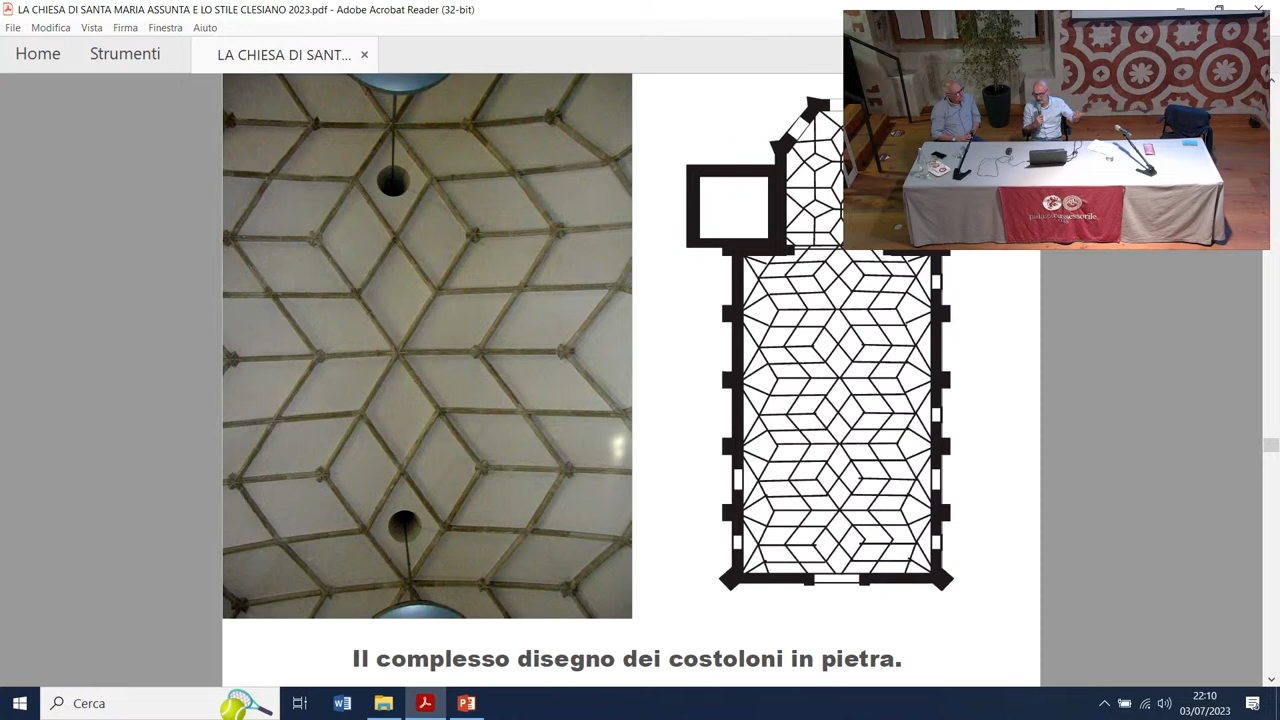 LA CHIESA DI SANTA MARIA ASSUNTA E LO STILE CLESIANO 2023.pdf - Adobe Acrobat Reader (32-bit)
File Modifica Vista Firma Finestra Aiuto
Home Strumenti LA CHIESA DI SANT... ×
Il complesso disegno dei costoloni in pietra.
Cerca
22:10
03/07/2023